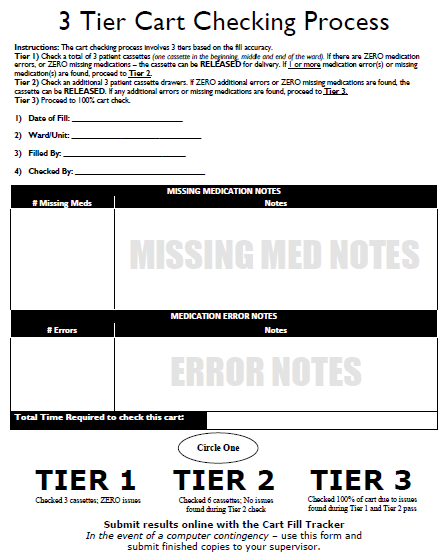 3 Tier Cart Checking Process
Instructions: The cart checking process involves 3 tiers based on the fill accuracy.
Tier 1) Check a total of 3 patient cassettes (one cassette in the beginning, middle and end of the ward). If there are ZERO medication
errors, or ZERO missing medications – the cassette can be RELEASED for delivery. If 1 or more medication error(s) or missing
medication(s) are found, proceed to Tier 2.
Tier 2) Check an additional 3 patient cassette drawers. If ZERO additional errors or ZERO missing medications are found, the
cassette can be RELEASED. If any additional errors or missing medications are found, proceed to Tier 3.
Tier 3) Proceed to 100% cart check.
1) Date of Fill: ____________________
2) Ward/Unit: ____________________
3) Filled By: ____________________
4) Checked By: ____________________
MISSING MEDICATION NOTES
# Missing Meds Notes
MISSING MED NOTES
MEDICATION ERROR NOTES
# Errors Notes
ERROR NOTES
Total Time Required to check this cart:
Circle One
TIER 1 TIER 2 TIER 3
Checked 3 cassettes; ZERO issues Checked 6 cassettes; No issues Checked 100% of cart due to issues
found during Tier 2 check found during Tier 1 and Tier 2 pass
Submit results online with the Cart Fill Tracker
In the event of a computer contingency – use this form and
submit finished copies to your supervisor.